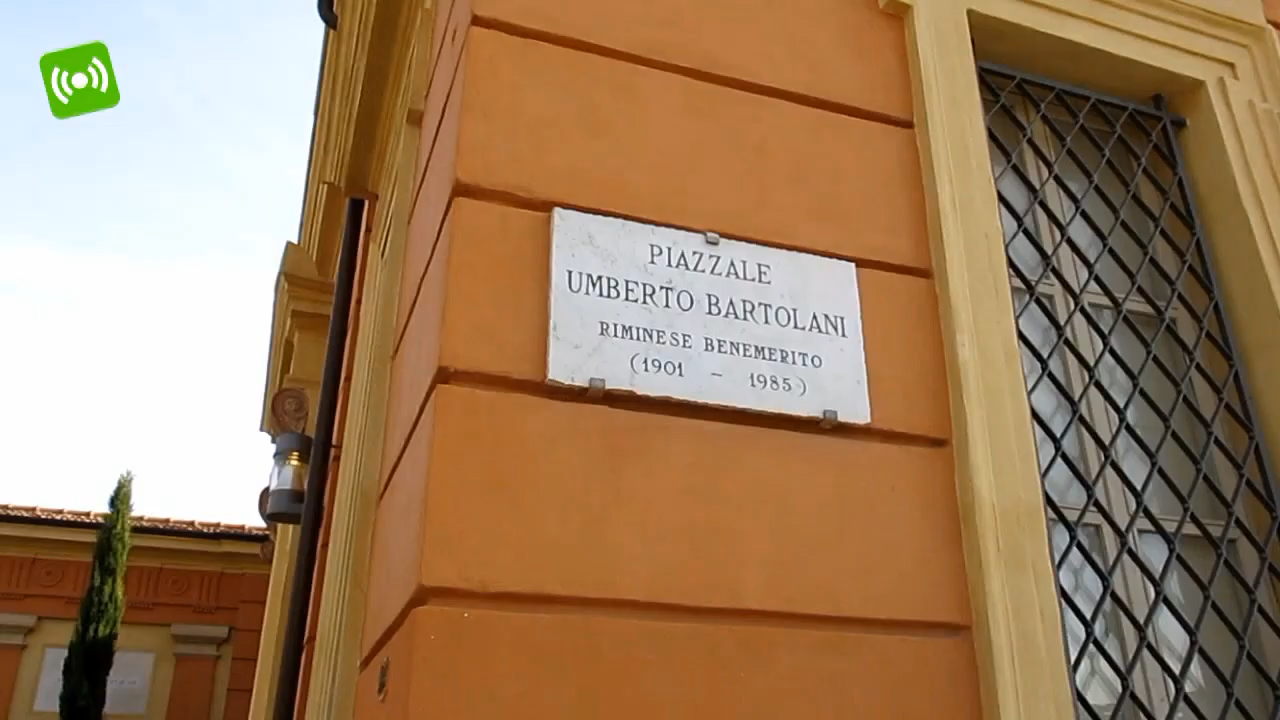 PIAZZALE
UMBERTO BARTOLANI
RIMINESE BENEMERITO
(1901 – 1985)